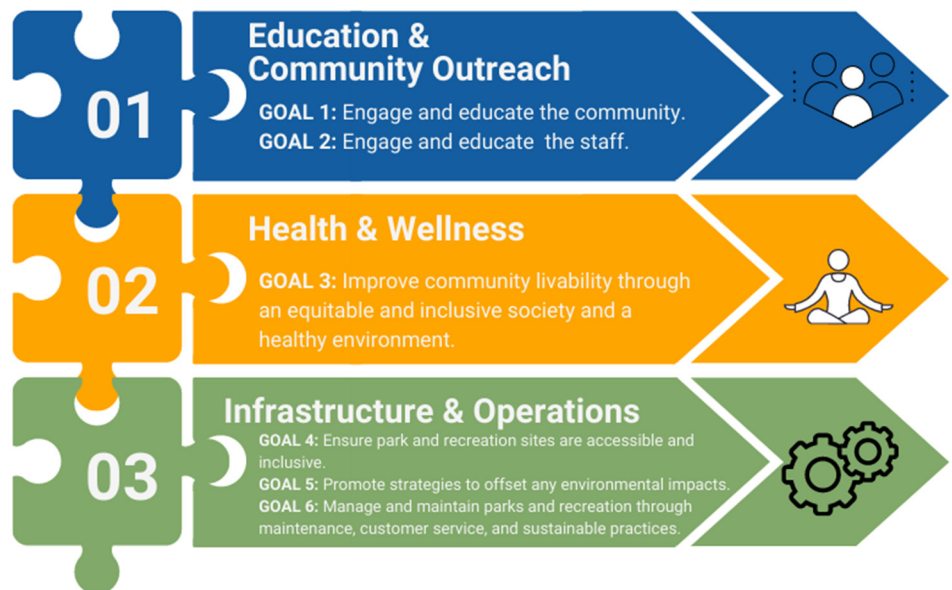 01
Education &
Community Outreach
GOAL 1: Engage and educate the community.
GOAL 2: Engage and educate the staff.
02
Health & Wellness
GOAL 3: Improve community livability through
an equitable and inclusive society and a
healthy environment.
03
Infrastructure & Operations
GOAL 4: Ensure park and recreation sites are accessible and
inclusive.
GOAL 5: Promote strategies to offset any environmental impacts.
GOAL 6: Manage and maintain parks and recreation through
maintenance, customer service, and sustainable practices.